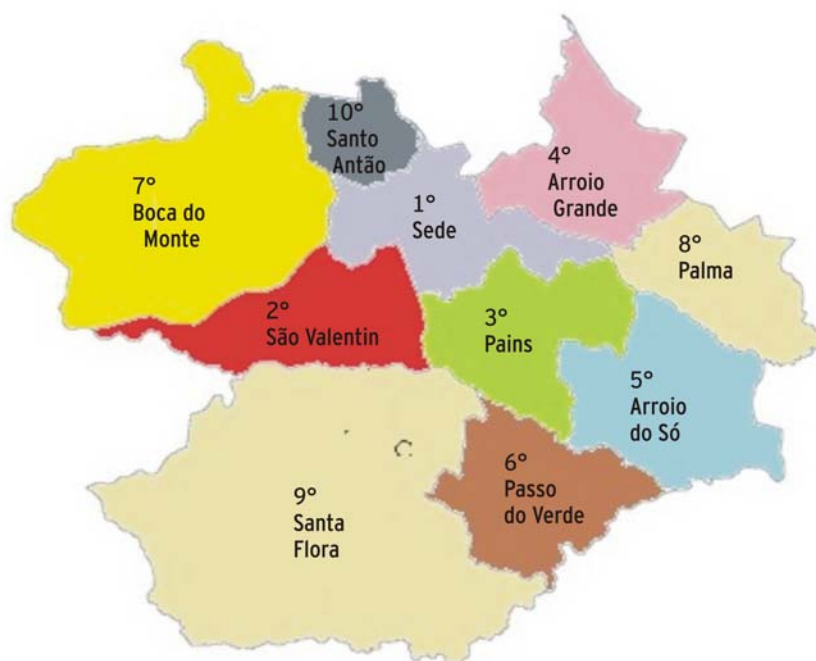 10°
Santo
Antão
4°
Arroio
Grande
7°
Boca do
Monte
1°
Sede
8°
Palma
2°
São Valentin
3°
Pains
5°
Arroio
do Só
6°
Passo
do Verde
9°
Santa
Flora